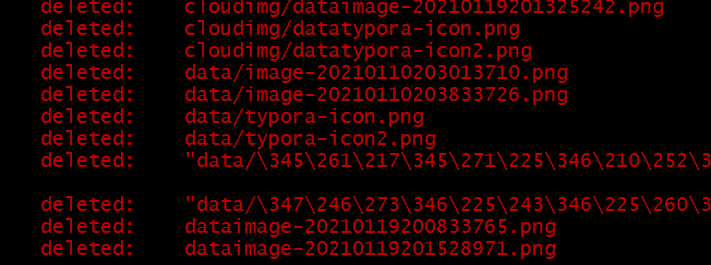 deleted: cloudimg/dataimage-20210119201325242.png
deleted: cloudimg/datatypora-icon.png
deleted: cloudimg/datatypora-icon2.png
deleted: data/image-20210110203013710.png
deleted: data/image-20210110203833726.png
deleted: data/typora-icon.png
deleted: data/typora-icon2.png
deleted: "data/\345\261\217\345\271\225\346\210\252\3
deleted: "data/\347\246\273\346\225\243\346\225\260\3
deleted: dataimage-20210119200833765.png
deleted: dataimage-20210119201528971.png